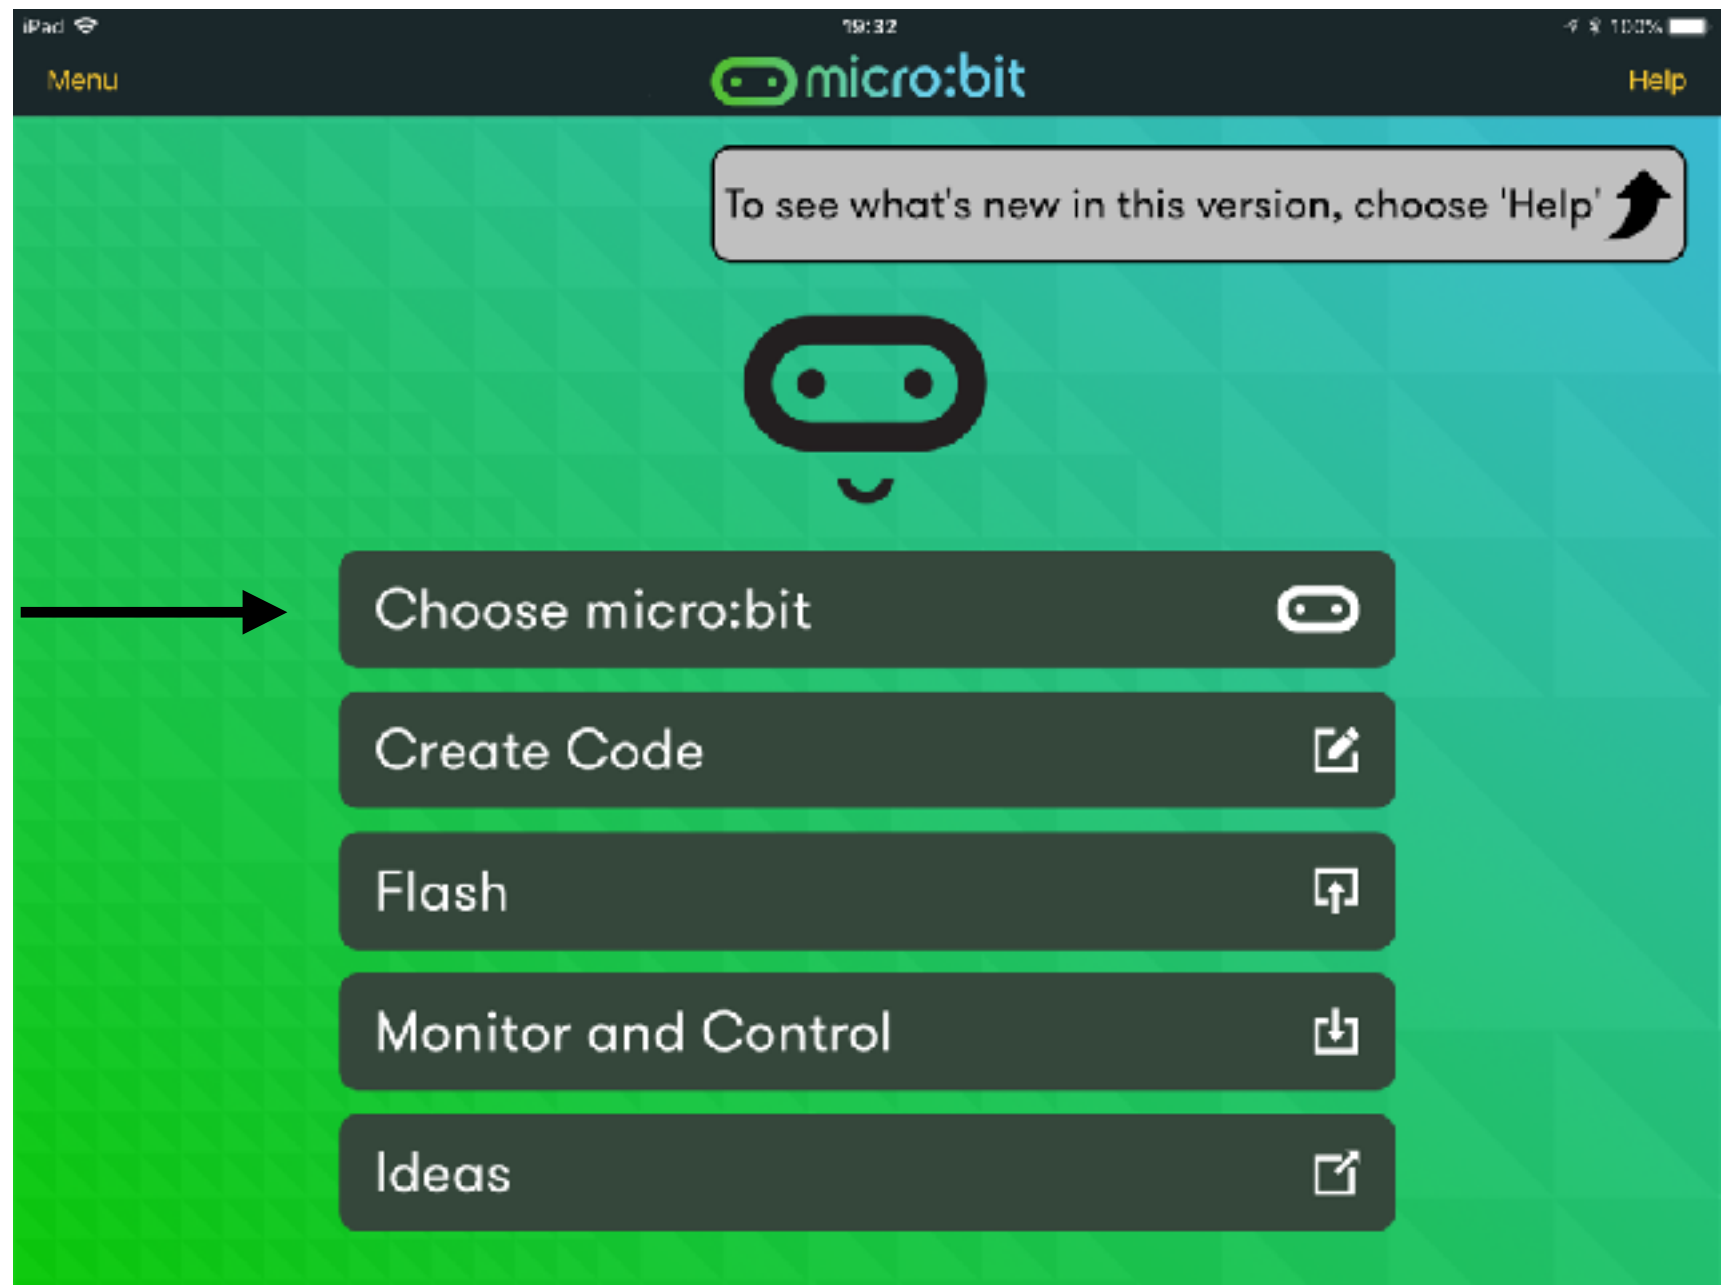 iPad 19:32 100%
Menu micro:bit Help
To see what's new in this version, choose 'Help'
Choose micro:bit
Create Code
Flash
Monitor and Control
Ideas